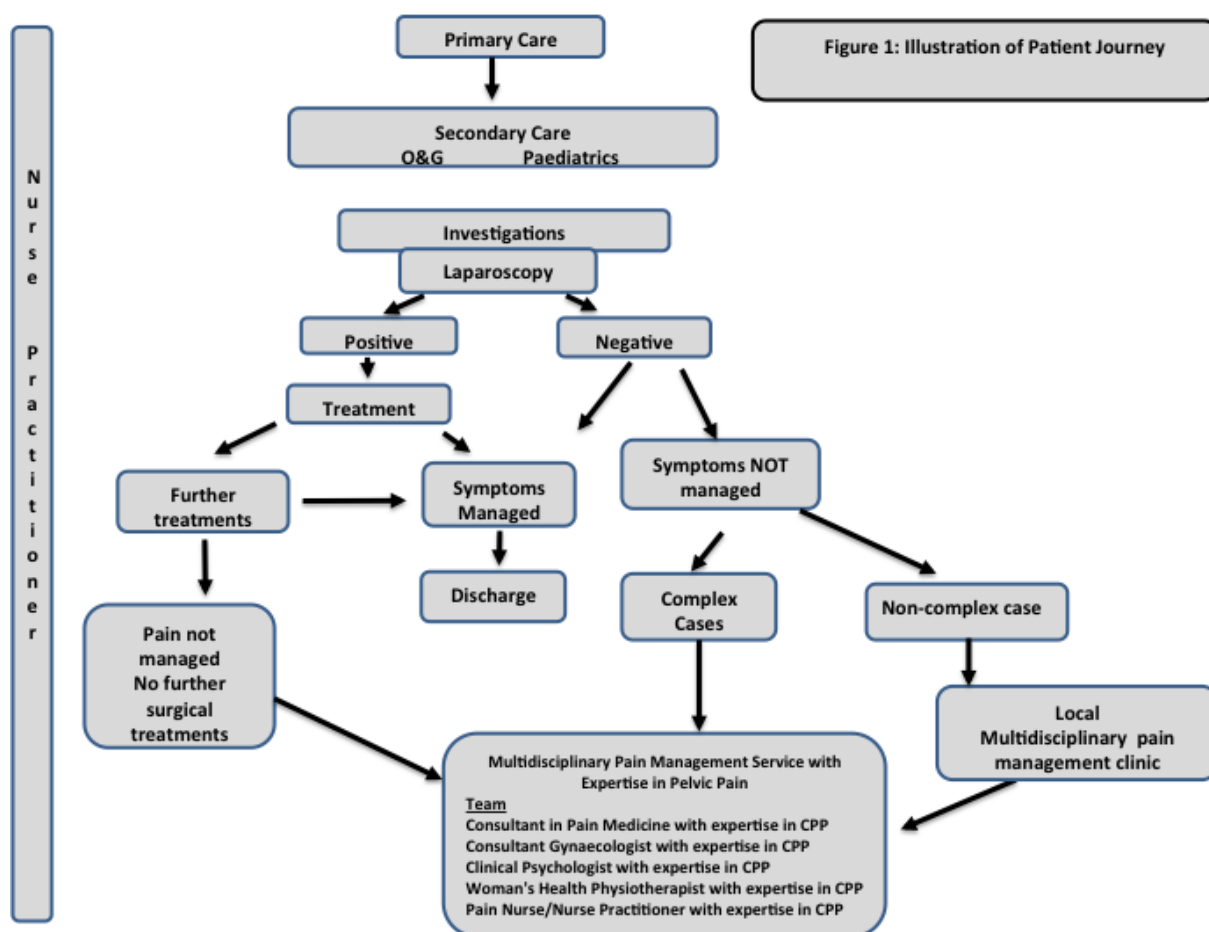 Primary Care
Figure 1: Illustration of Patient Journey
Secondary Care
O&G Paediatrics
Nurse Practitioner
Investigations
Laparoscopy
Positive
Negative
Treatment
Symptoms NOT
managed
Further
treatments
Symptoms
Managed
Discharge
Complex
Cases
Non-complex case
Pain not
managed
No further
surgical
treatments
Local
Multidisciplinary pain
management clinic
Multidisciplinary Pain Management Service with
Expertise in Pelvic Pain
Team
Consultant in Pain Medicine with expertise in CPP
Consultant Gynaecologist with expertise in CPP
Clinical Psychologist with expertise in CPP
Woman's Health Physiotherapist with expertise in CPP
Pain Nurse/Nurse Practitioner with expertise in CPP